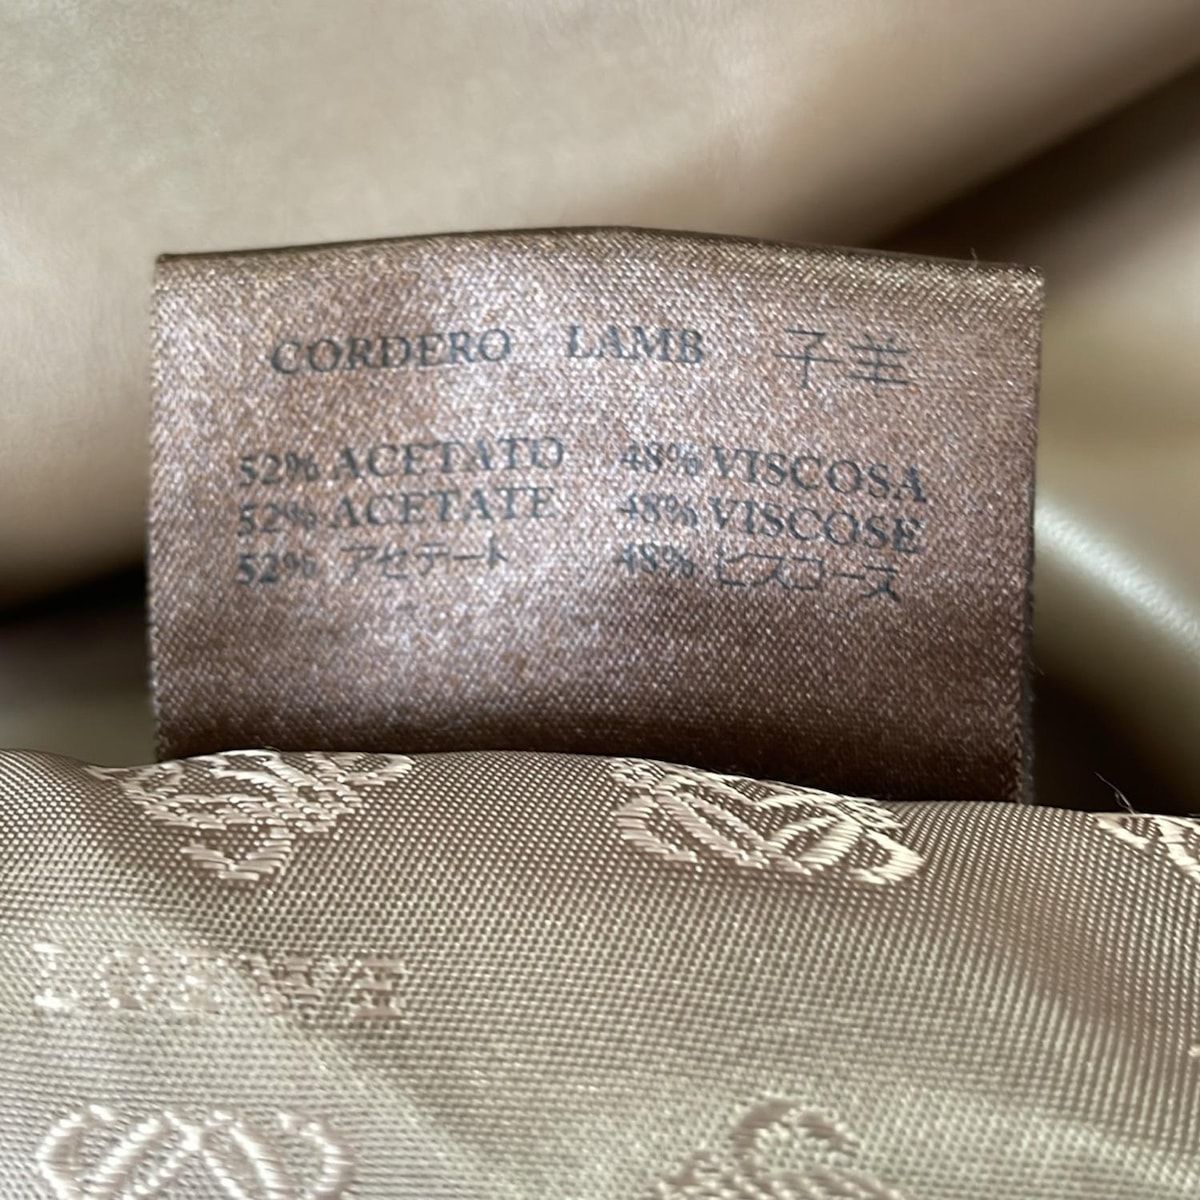 CORDERO LAMB 子羊
52% ACETATO 48% VISCOSA
52% ACETATE 48% VISCOSE
52% アセテート 48% ビスコース
LOEWE